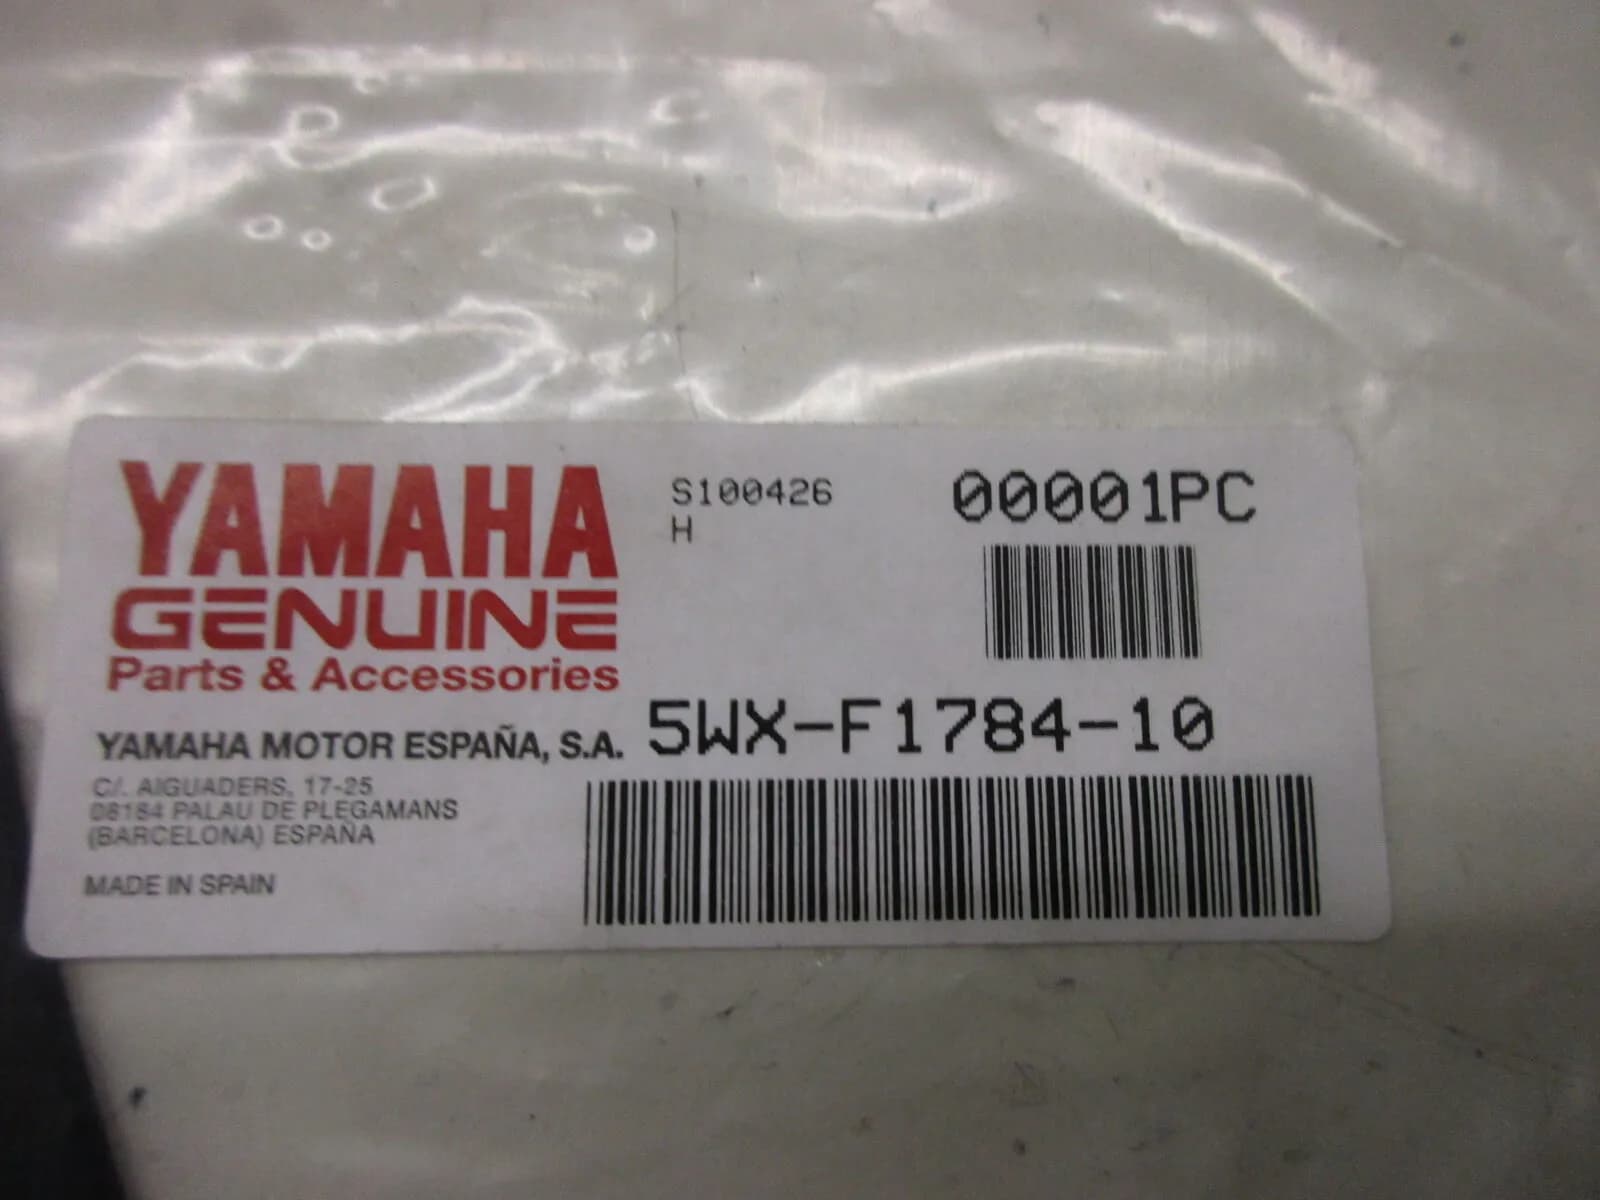 YAMAHA
GENUINE
Parts & Accessories
S100426
H
00001PC
YAMAHA MOTOR ESPAÑA, S.A.
5WX-F1784-10
C/. AIGUADERS, 17-25
08184 PALAU DE PLEGAMANS
(BARCELONA) ESPAÑA
MADE IN SPAIN